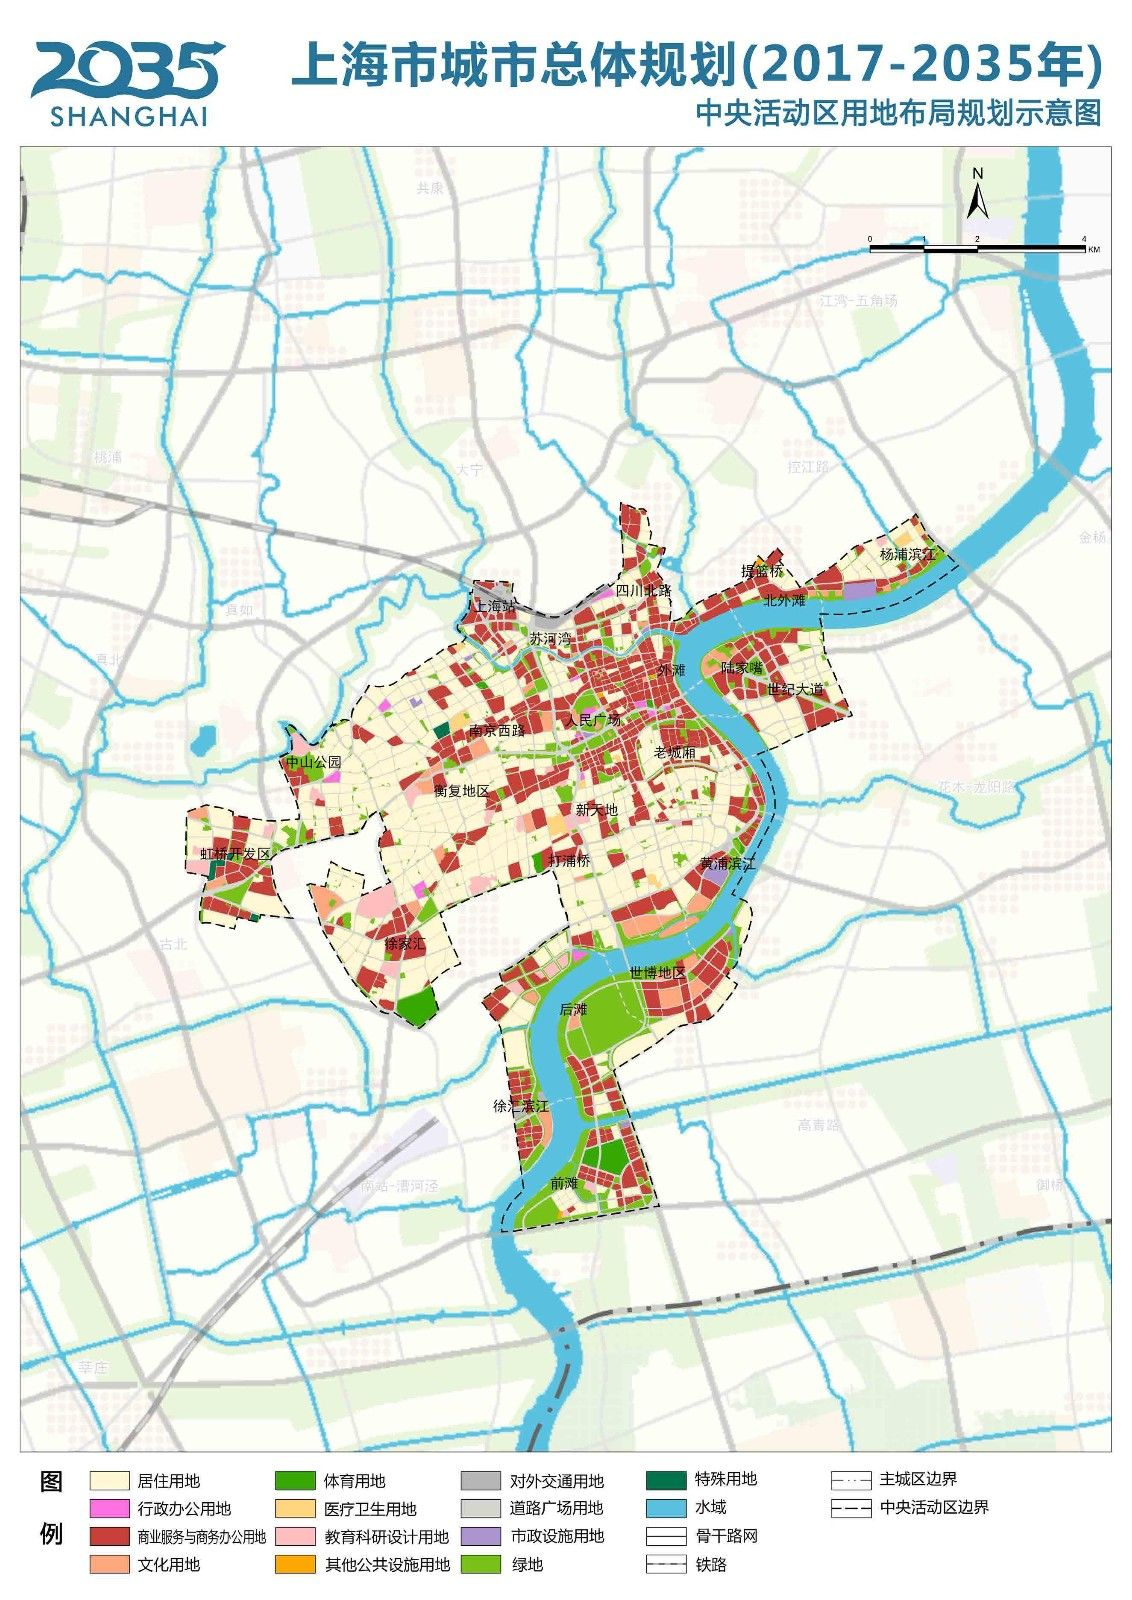 2035
SHANGHAI
上海市城市总体规划(2017-2035年)
中央活动区用地布局规划示意图
N
0 1 2 4
KM
共康
江湾-五角场
桃浦
大宁
控江路
金杨
杨浦滨江
提篮桥
四川北路
北外滩
上海站
真如
苏河湾
真北
外滩
陆家嘴
世纪大道
人民广场
南京西路
老城厢
中山公园
衡复地区
花木-龙阳路
新天地
虹桥开发区
打浦桥
黄浦滨江
古北
徐家汇
世博地区
后滩
徐汇滨江
高青路
南站-漕河泾
前滩
御桥
莘庄
图例
居住用地
体育用地
对外交通用地
特殊用地
主城区边界
行政办公用地
医疗卫生用地
道路广场用地
水域
中央活动区边界
商业服务与商务办公用地
教育科研设计用地
市政设施用地
骨干路网
文化用地
其他公共设施用地
绿地
铁路